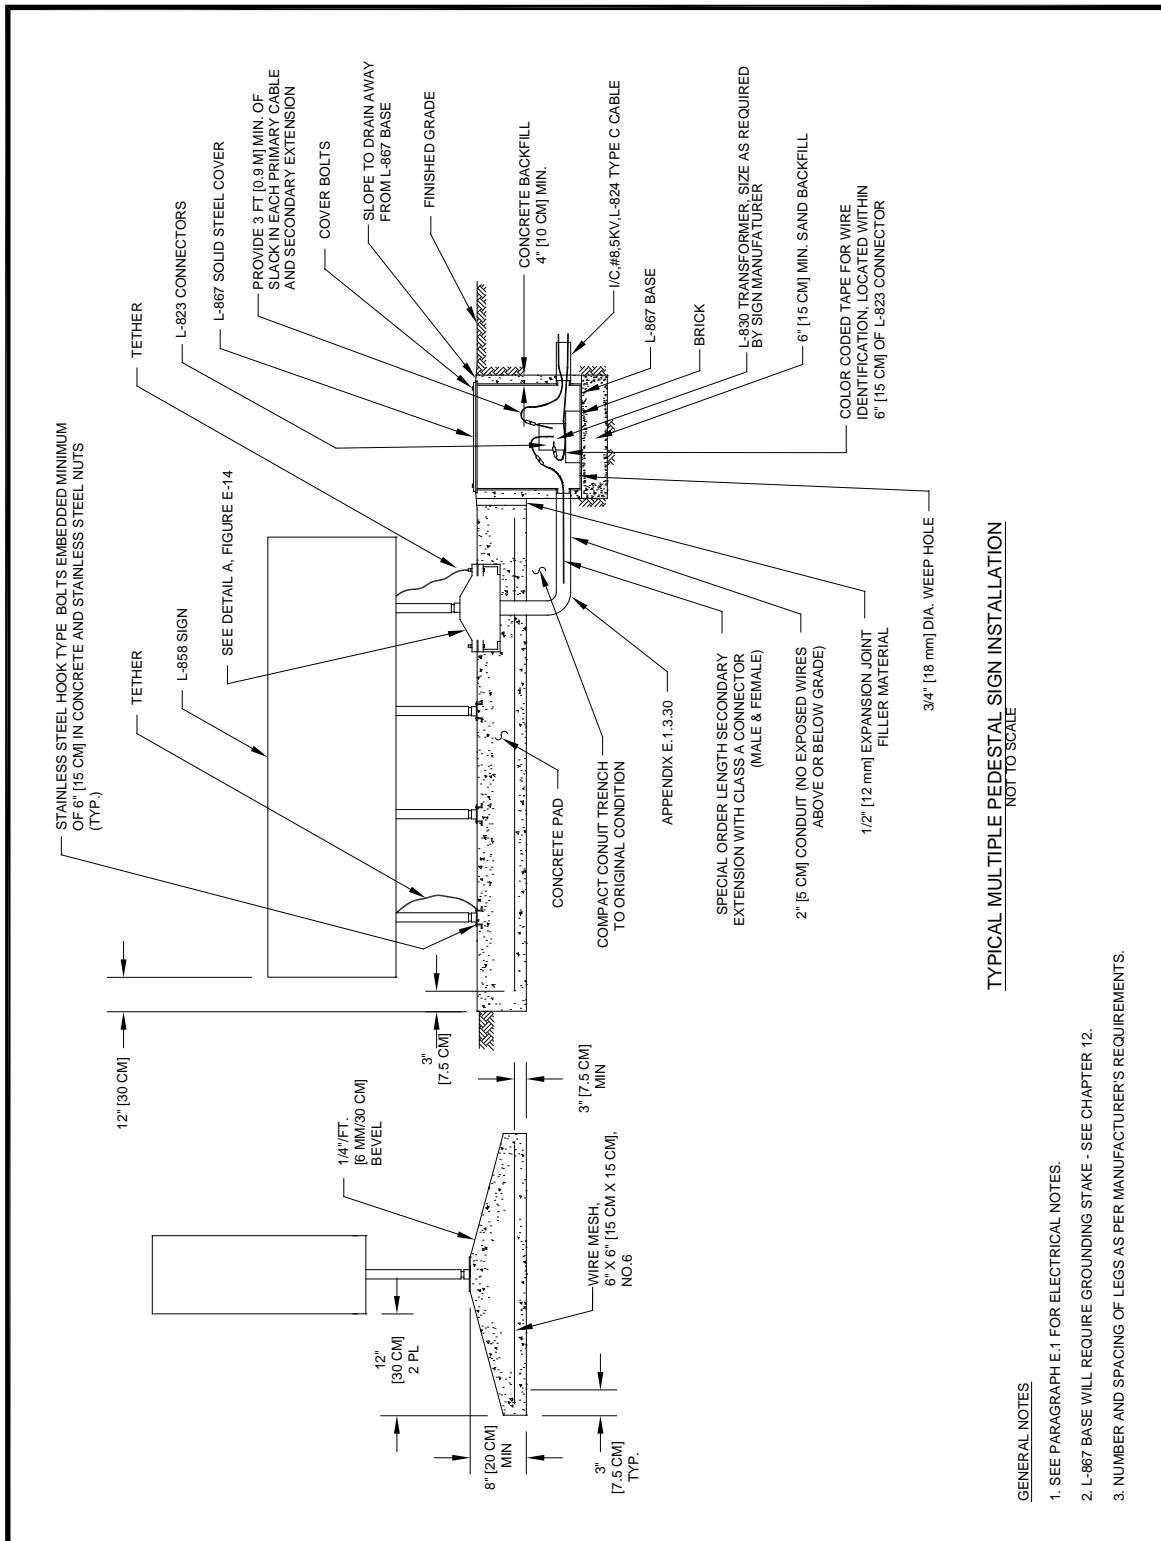 STAINLESS STEEL HOOK TYPE BOLTS EMBEDDED MINIMUM
OF 6" [15 CM] IN CONCRETE AND STAINLESS STEEL NUTS
(TYP.)
TETHER
L-858 SIGN
SEE DETAIL A, FIGURE E-14
TETHER
L-823 CONNECTORS
L-867 SOLID STEEL COVER
PROVIDE 3 FT [0.9 M] MIN. OF
SLACK IN EACH PRIMARY CABLE
AND SECONDARY EXTENSION
COVER BOLTS
SLOPE TO DRAIN AWAY
FROM L-867 BASE
FINISHED GRADE
CONCRETE BACKFILL
4" [10 CM] MIN.
I/C,#8,5KV,L-824 TYPE C CABLE
L-867 BASE
BRICK
L-830 TRANSFORMER, SIZE AS REQUIRED
BY SIGN MANUFATURER
6" [15 CM] MIN. SAND BACKFILL
COLOR CODED TAPE FOR WIRE
IDENTIFICATION, LOCATED WITHIN
6" [15 CM] OF L-823 CONNECTOR
12" [30 CM]
3"
[7.5 CM]
CONCRETE PAD
COMPACT CONUIT TRENCH
TO ORIGINAL CONDITION
APPENDIX E.1.3.30
SPECIAL ORDER LENGTH SECONDARY
EXTENSION WITH CLASS A CONNECTOR
(MALE & FEMALE)
2" [5 CM] CONDUIT (NO EXPOSED WIRES
ABOVE OR BELOW GRADE)
1/2" [12 mm] EXPANSION JOINT
FILLER MATERIAL
3/4" [18 mm] DIA. WEEP HOLE
1/4"/FT.
[6 MM/30 CM]
BEVEL
12"
[30 CM]
2 PL
8" [20 CM]
MIN
3"
[7.5 CM]
TYP.
WIRE MESH,
6" X 6" [15 CM X 15 CM],
NO.6
3" [7.5 CM]
MIN
TYPICAL MULTIPLE PEDESTAL SIGN INSTALLATION
NOT TO SCALE
GENERAL NOTES
1. SEE PARAGRAPH E.1 FOR ELECTRICAL NOTES.
2. L-867 BASE WILL REQUIRE GROUNDING STAKE - SEE CHAPTER 12.
3. NUMBER AND SPACING OF LEGS AS PER MANUFACTURER'S REQUIREMENTS.